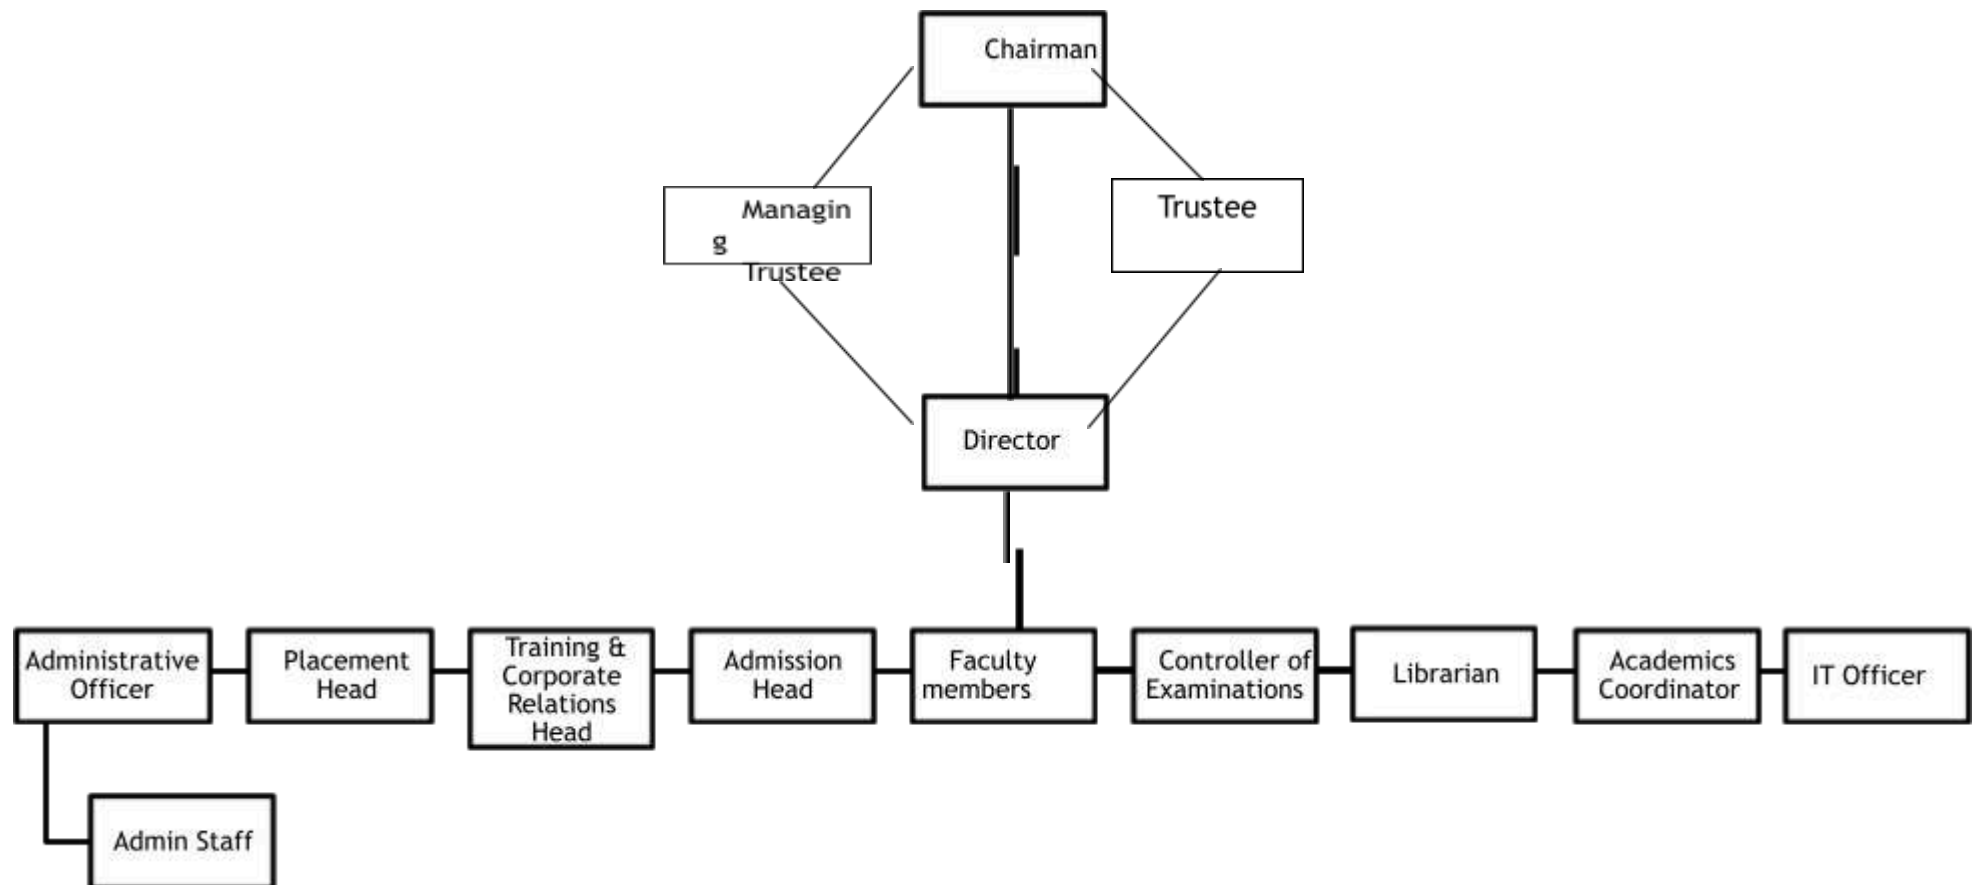 Chairman
Managin
g
Trustee
Trustee
Director
Administrative
Officer
Placement
Head
Training &
Corporate
Relations
Head
Admission
Head
Faculty
members
Controller of
Examinations
Librarian
Academics
Coordinator
IT Officer
Admin Staff